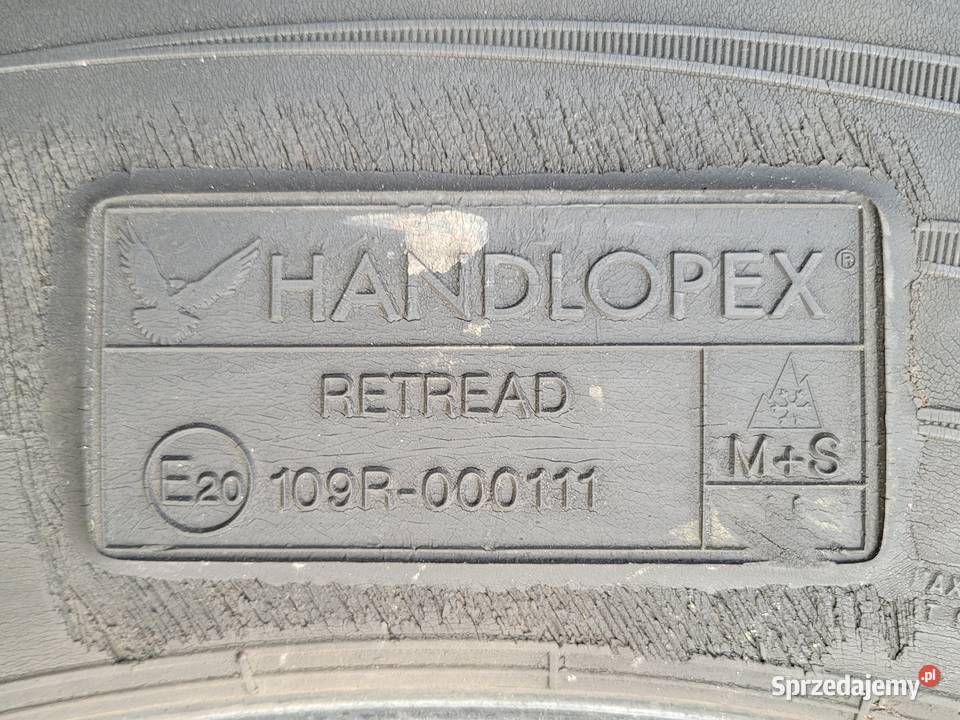 HANDLOPEX®
RETREAD
E20 109R-000111
M+S
Sprzedajemy.pl